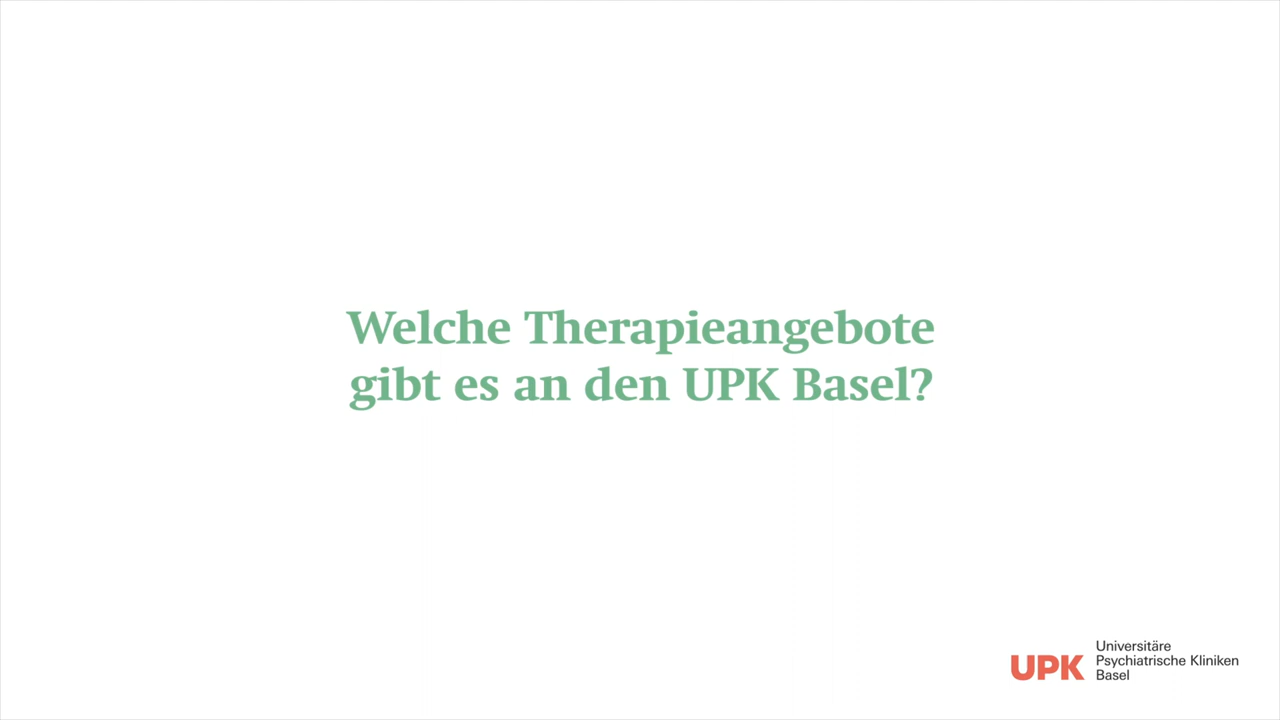 Welche Therapieangebote
gibt es an den UPK Basel?
UPK
Universitäre
Psychiatrische Kliniken
Basel